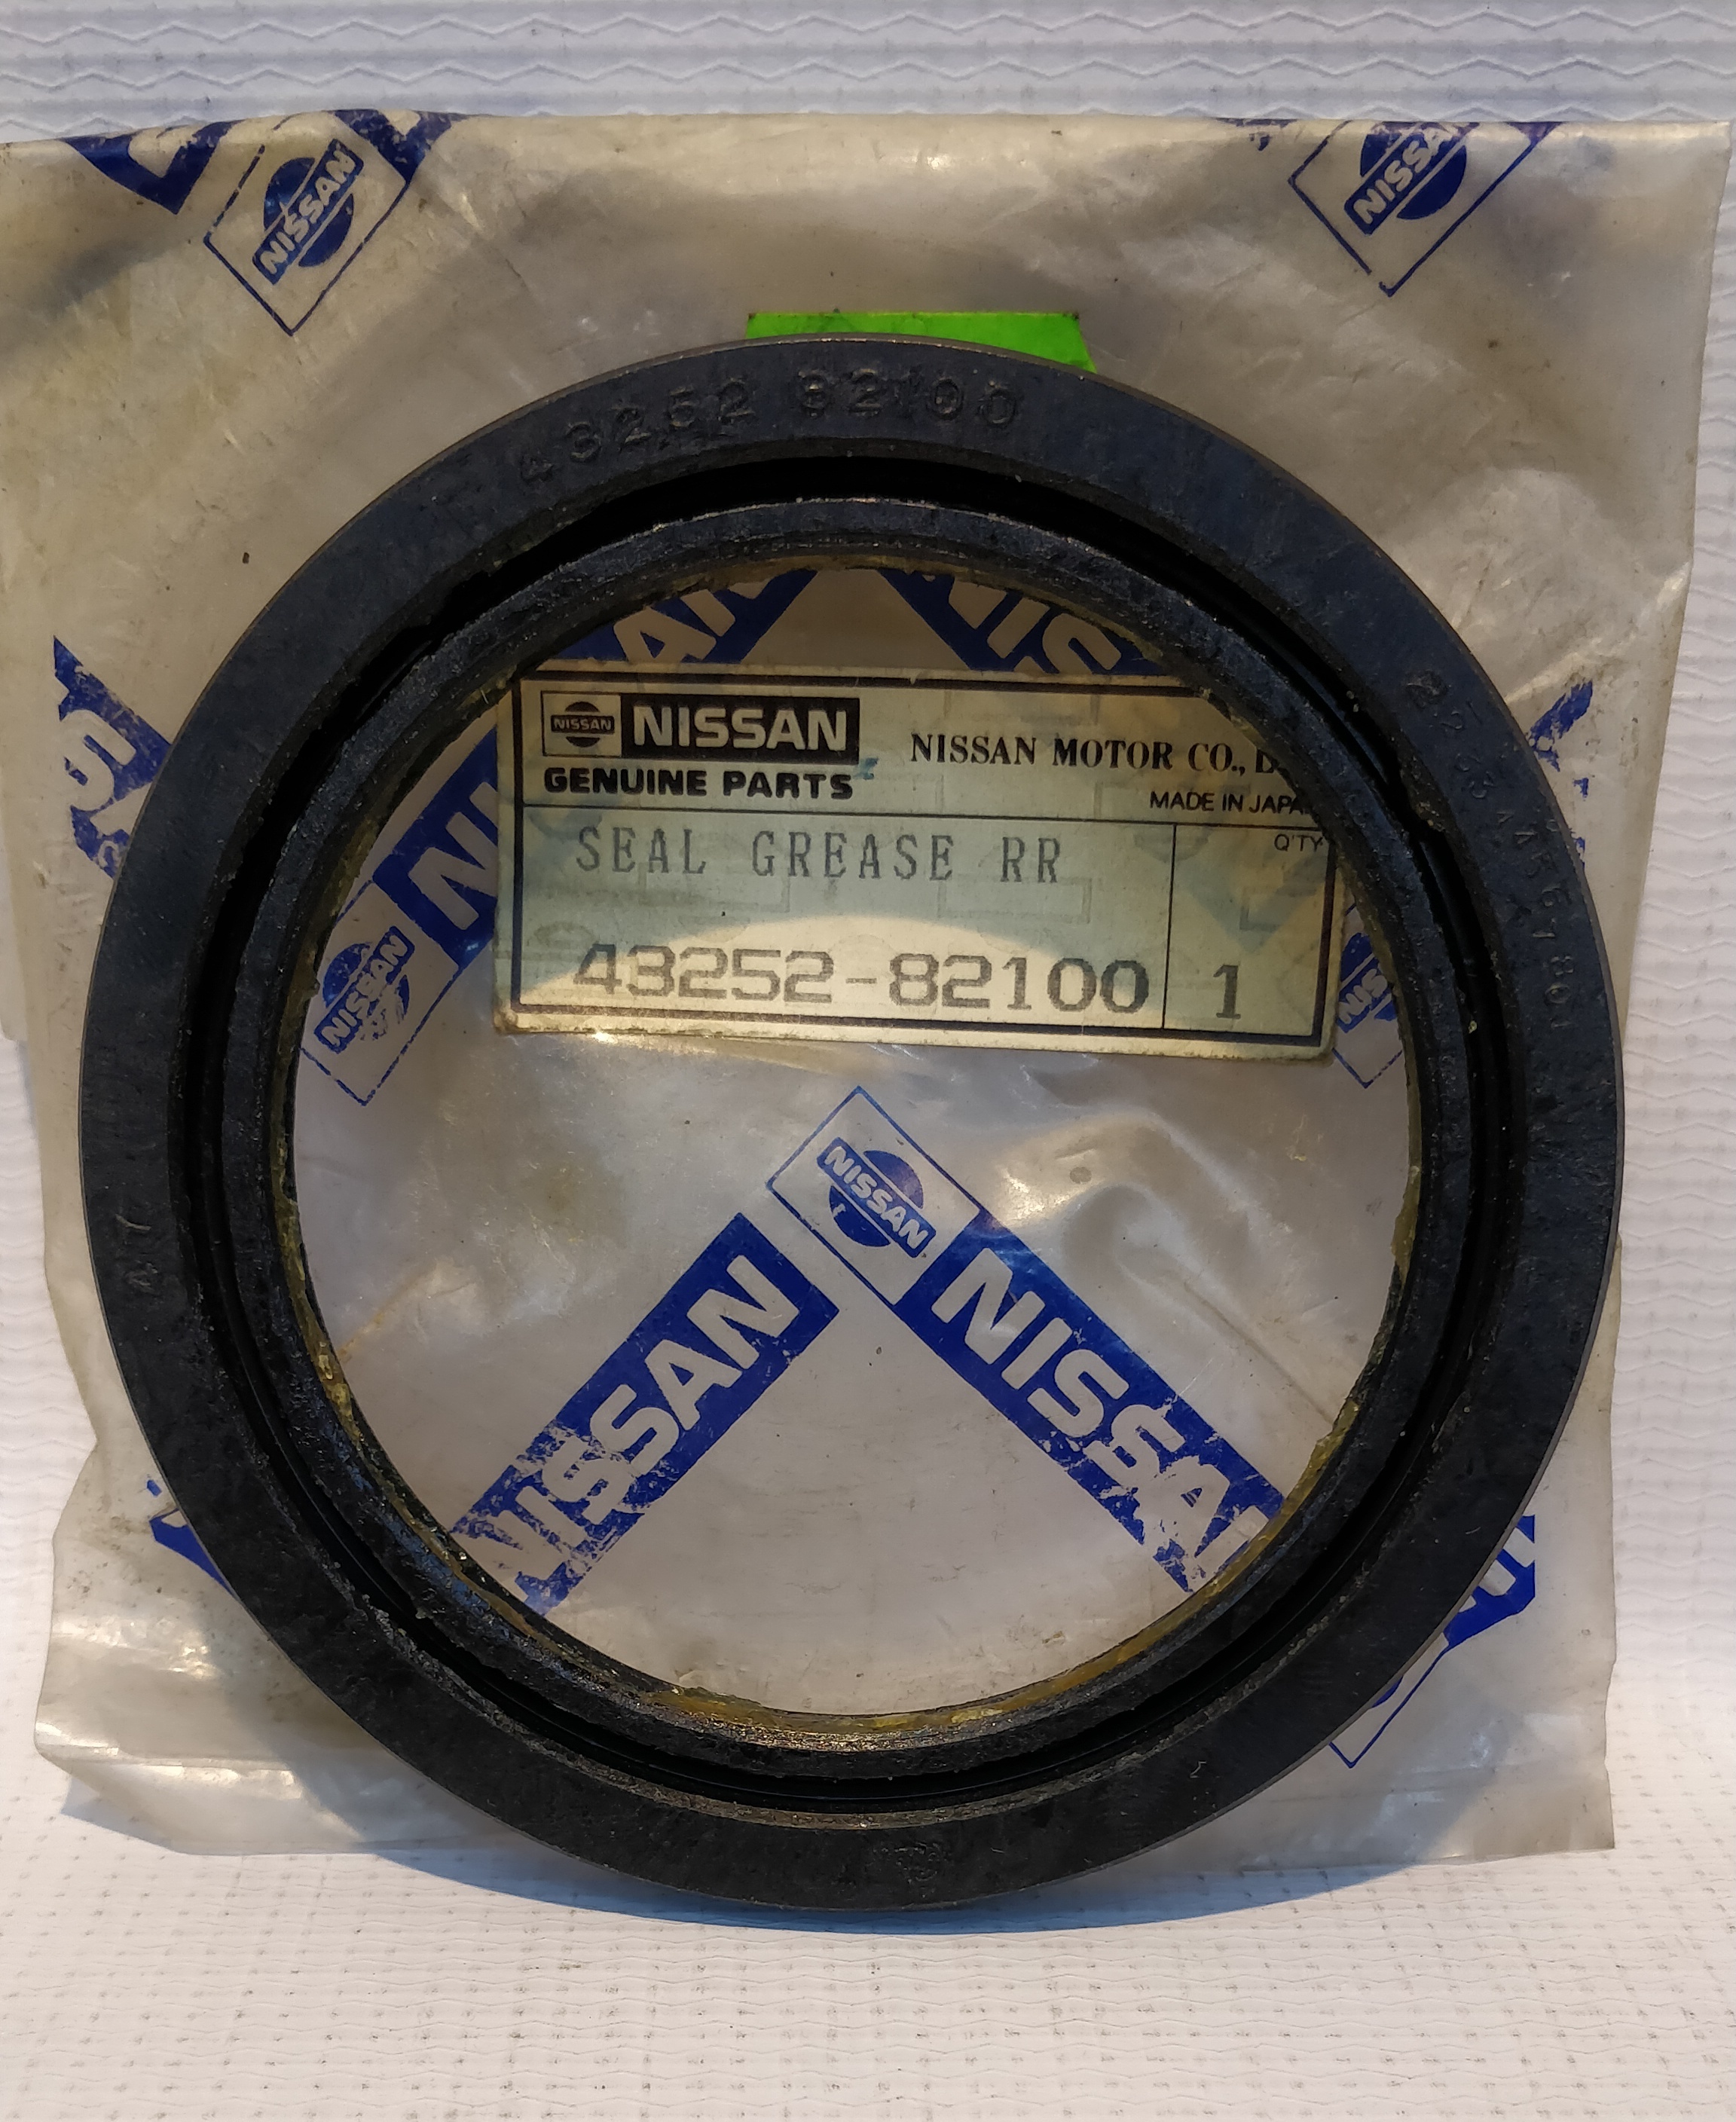 NISSAN
NISSAN
43252 82100
NISSAN
NISSAN
GENUINE PARTS
NISSAN MOTOR CO.,
MADE IN
SEAL GREASE RR
Q'TY
43252-82100
1
NISSAN
NISSAN
NISSAN
NISSAN